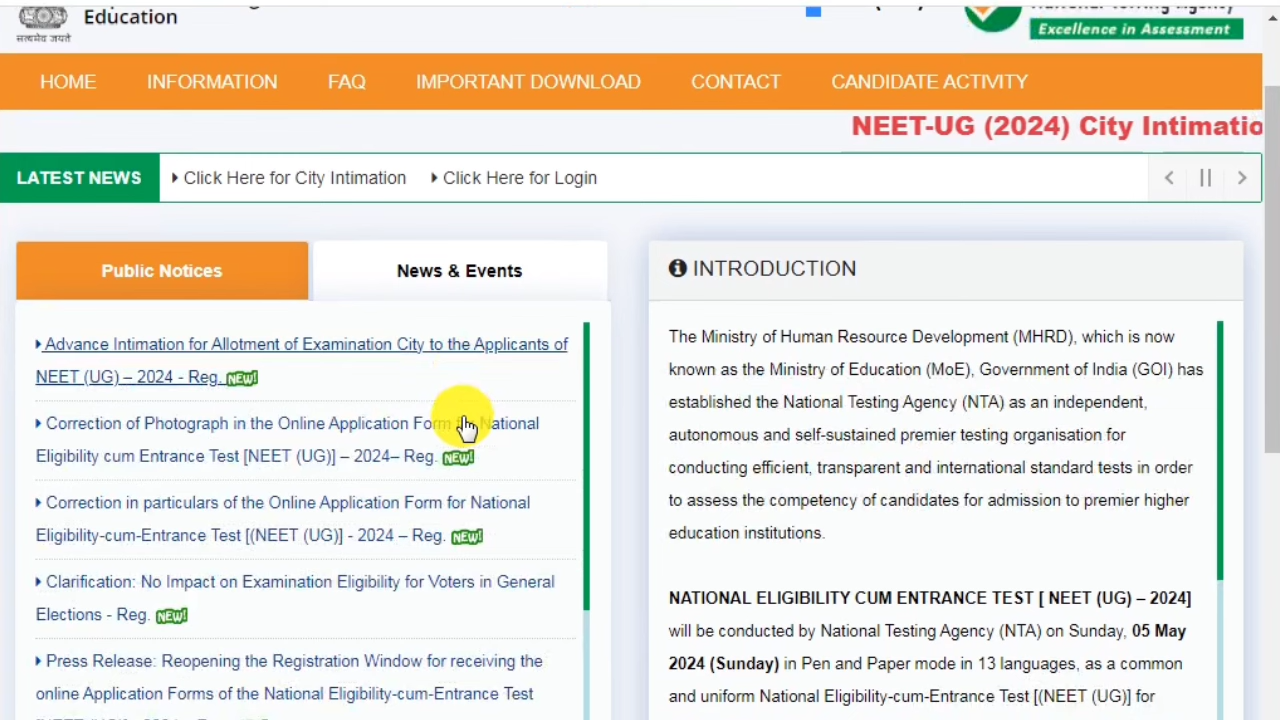 Education
सत्यमेव जयते
Excellence in Assessment
HOME INFORMATION FAQ IMPORTANT DOWNLOAD CONTACT CANDIDATE ACTIVITY
NEET-UG (2024) City Intimatio
LATEST NEWS Click Here for City Intimation Click Here for Login
Public Notices News & Events
Advance Intimation for Allotment of Examination City to the Applicants of
NEET (UG) – 2024 - Reg. NEW!
Correction of Photograph in the Online Application Form National
Eligibility cum Entrance Test [NEET (UG)] – 2024– Reg. NEW!
Correction in particulars of the Online Application Form for National
Eligibility-cum-Entrance Test [(NEET (UG)] - 2024 – Reg. NEW!
Clarification: No Impact on Examination Eligibility for Voters in General
Elections - Reg. NEW!
Press Release: Reopening the Registration Window for receiving the
online Application Forms of the National Eligibility-cum-Entrance Test
INTRODUCTION
The Ministry of Human Resource Development (MHRD), which is now
known as the Ministry of Education (MoE), Government of India (GOI) has
established the National Testing Agency (NTA) as an independent,
autonomous and self-sustained premier testing organisation for
conducting efficient, transparent and international standard tests in order
to assess the competency of candidates for admission to premier higher
education institutions.
NATIONAL ELIGIBILITY CUM ENTRANCE TEST [ NEET (UG) – 2024]
will be conducted by National Testing Agency (NTA) on Sunday, 05 May
2024 (Sunday) in Pen and Paper mode in 13 languages, as a common
and uniform National Eligibility-cum-Entrance Test [(NEET (UG)] for